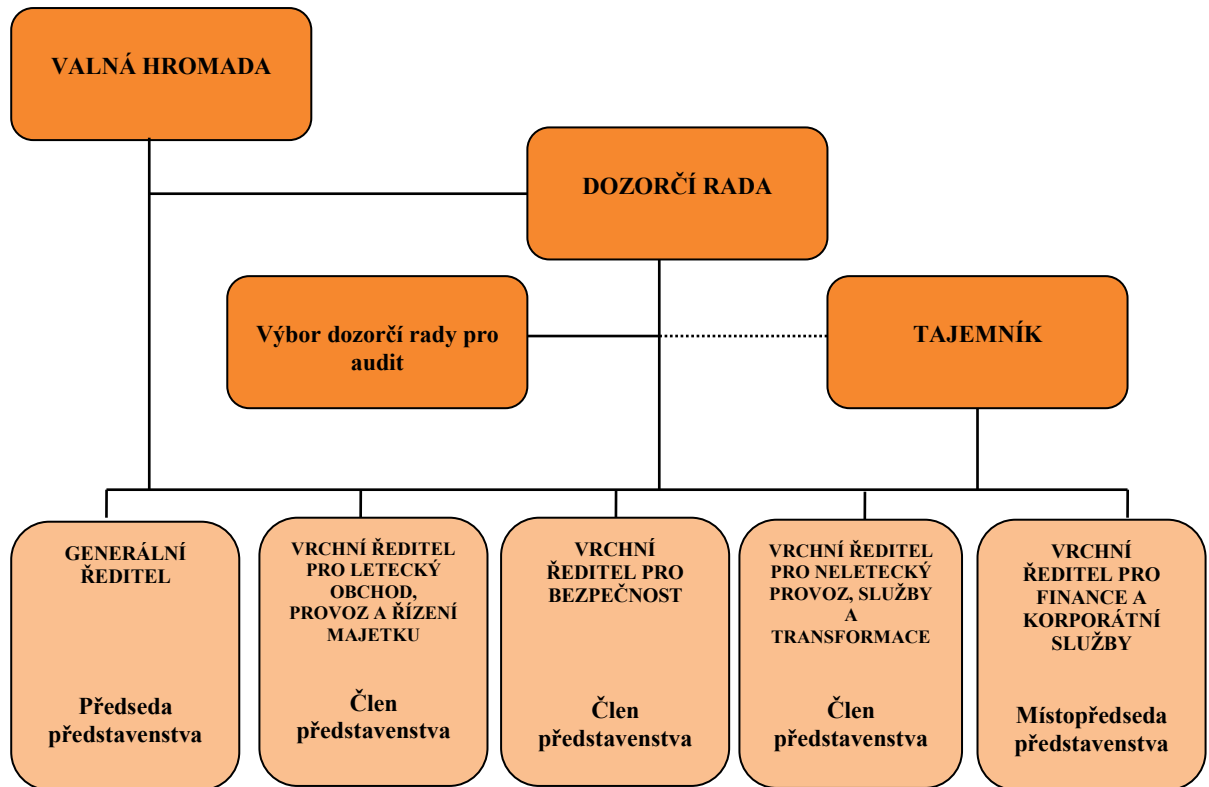 VALNÁ HROMADA
DOZORČÍ RADA
Výbor dozorčí rady pro
audit
TAJEMNÍK
GENERÁLNÍ
ŘEDITEL
Předseda
představenstva
VRCHNÍ ŘEDITEL
PRO LETECKÝ
OBCHOD,
PROVOZ A ŘÍZENÍ
MAJETKU
Člen
představenstva
VRCHNÍ
ŘEDITEL PRO
BEZPEČNOST
Člen
představenstva
VRCHNÍ ŘEDITEL
PRO NELETECKÝ
PROVOZ, SLUŽBY
A
TRANSFORMACE
Člen
představenstva
VRCHNÍ
ŘEDITEL PRO
FINANCE A
KORPORÁTNÍ
SLUŽBY
Místopředseda
představenstva